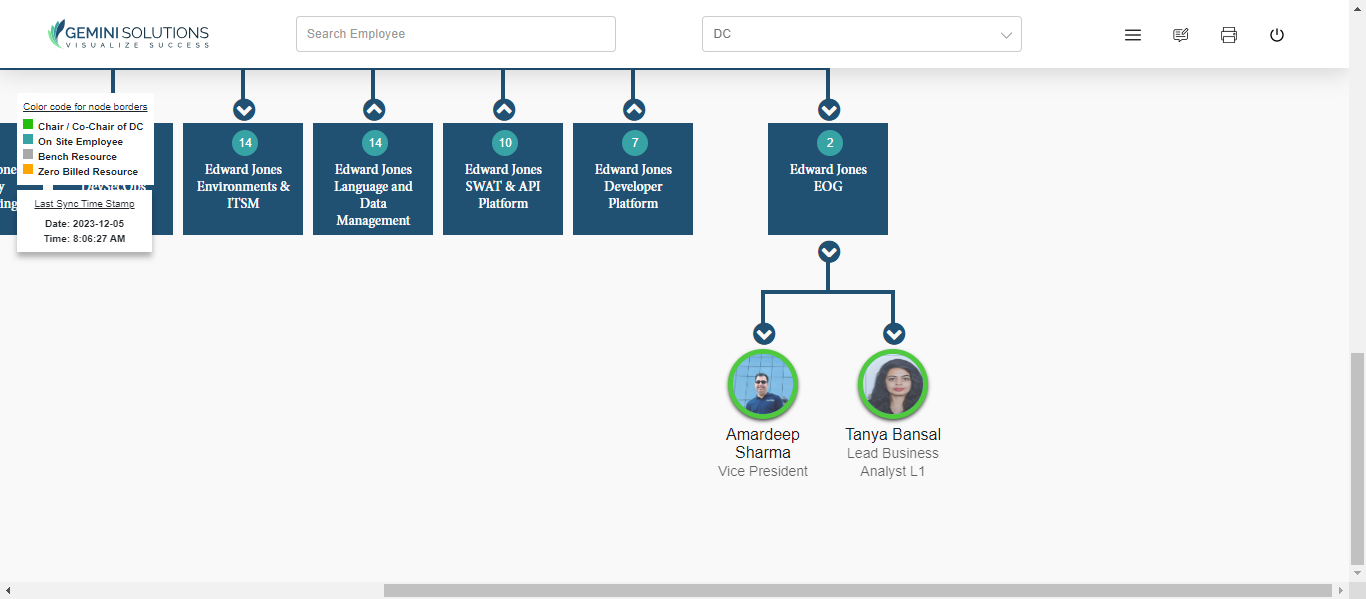 GEMINI SOLUTIONS
VISUALIZE SUCCESS
Search Employee
DC
Color code for node borders
Chair / Co-Chair of DC
On Site Employee
Bench Resource
Zero Billed Resource
Last Sync Time Stamp
Date: 2023-12-05
Time: 8:06:27 AM
DevSecOps
14
Edward Jones
Environments &
ITSM
14
Edward Jones
Language and
Data
Management
10
Edward Jones
SWAT & API
Platform
7
Edward Jones
Developer
Platform
2
Edward Jones
EOG
Amardeep
Sharma
Vice President
Tanya Bansal
Lead Business
Analyst L1